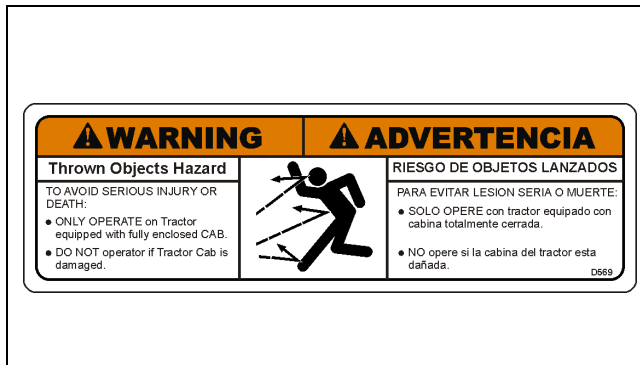 WARNING
Thrown Objects Hazard
TO AVOID SERIOUS INJURY OR
DEATH:
● ONLY OPERATE on Tractor
equipped with fully enclosed CAB.
● DO NOT operator if Tractor Cab is
damaged.
ADVERTENCIA
RIESGO DE OBJETOS LANZADOS
PARA EVITAR LESION SERIA O MUERTE:
● SOLO OPERE con tractor equipado con
cabina totalmente cerrada.
● NO opere si la cabina del tractor esta
dañada.
D569